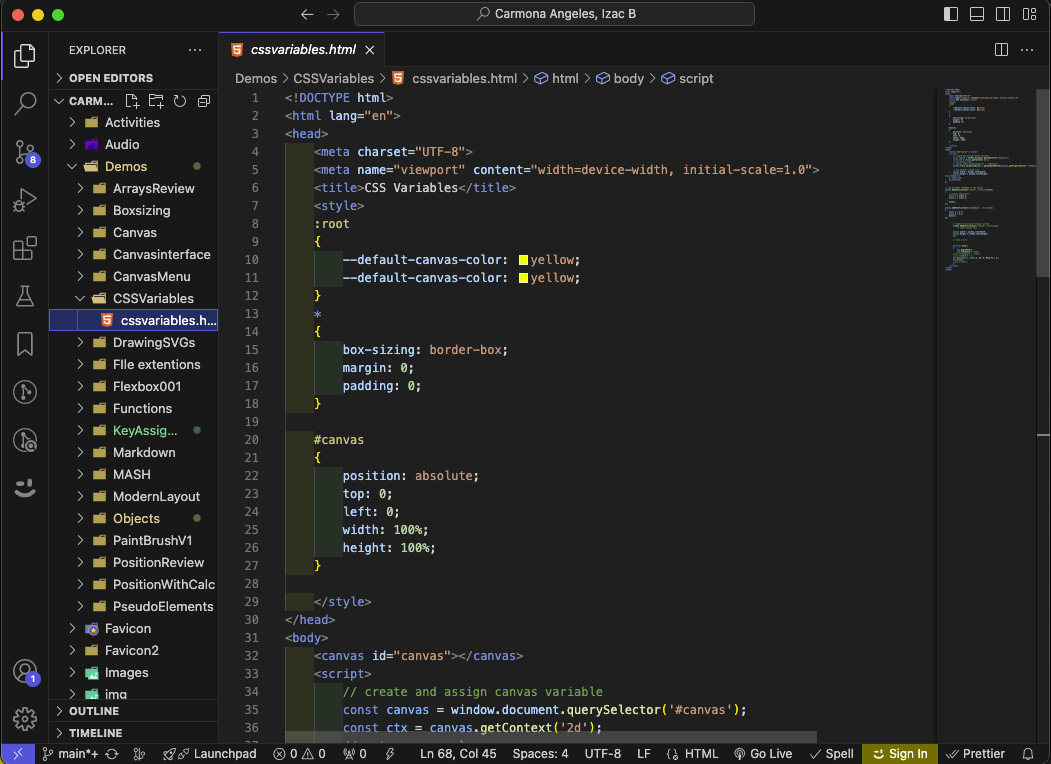 Carmona Angeles, Izac B
EXPLORER
OPEN EDITORS
CARM...
Activities
Audio
Demos
ArraysReview
Boxsizing
Canvas
Canvasinterface
CanvasMenu
CSSVariables
cssvariables.h...
DrawingSVGs
FIle extentions
Flexbox001
Functions
KeyAssig...
Markdown
MASH
ModernLayout
Objects
PaintBrushV1
PositionReview
PositionWithCalc
PseudoElements
Favicon
Favicon2
Images
img
OUTLINE
TIMELINE
8
1
cssvariables.html
Demos > CSSVariables > cssvariables.html > html > body > script
1 <!DOCTYPE html>
2 <html lang="en">
3 <head>
4 <meta charset="UTF-8">
5 <meta name="viewport" content="width=device-width, initial-scale=1.0">
6 <title>CSS Variables</title>
7 <style>
8 :root
9 {
10 --default-canvas-color: yellow;
11 --default-canvas-color: yellow;
12 }
13 *
14 {
15 box-sizing: border-box;
16 margin: 0;
17 padding: 0;
18 }
19
20 #canvas
21 {
22 position: absolute;
23 top: 0;
24 left: 0;
25 width: 100%;
26 height: 100%;
27 }
28
29 </style>
30 </head>
31 <body>
32 <canvas id="canvas"></canvas>
33 <script>
34 // create and assign canvas variable
35 const canvas = window.document.querySelector('#canvas');
36 const ctx = canvas.getContext('2d');
main*+ Launchpad 0 0 0 Ln 68, Col 45 Spaces: 4 UTF-8 LF {} HTML Go Live Spell Sign In Prettier